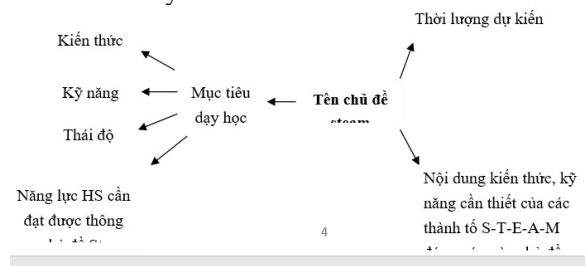 Thời lượng dự kiến
Kiến thức
Kỹ năng
Mục tiêu
dạy học
Tên chủ đề
steam
Thái độ
Nội dung kiến thức, kỹ
năng cần thiết của các
thành tố S-T-E-A-M
Năng lực HS cần
đạt được thông
4